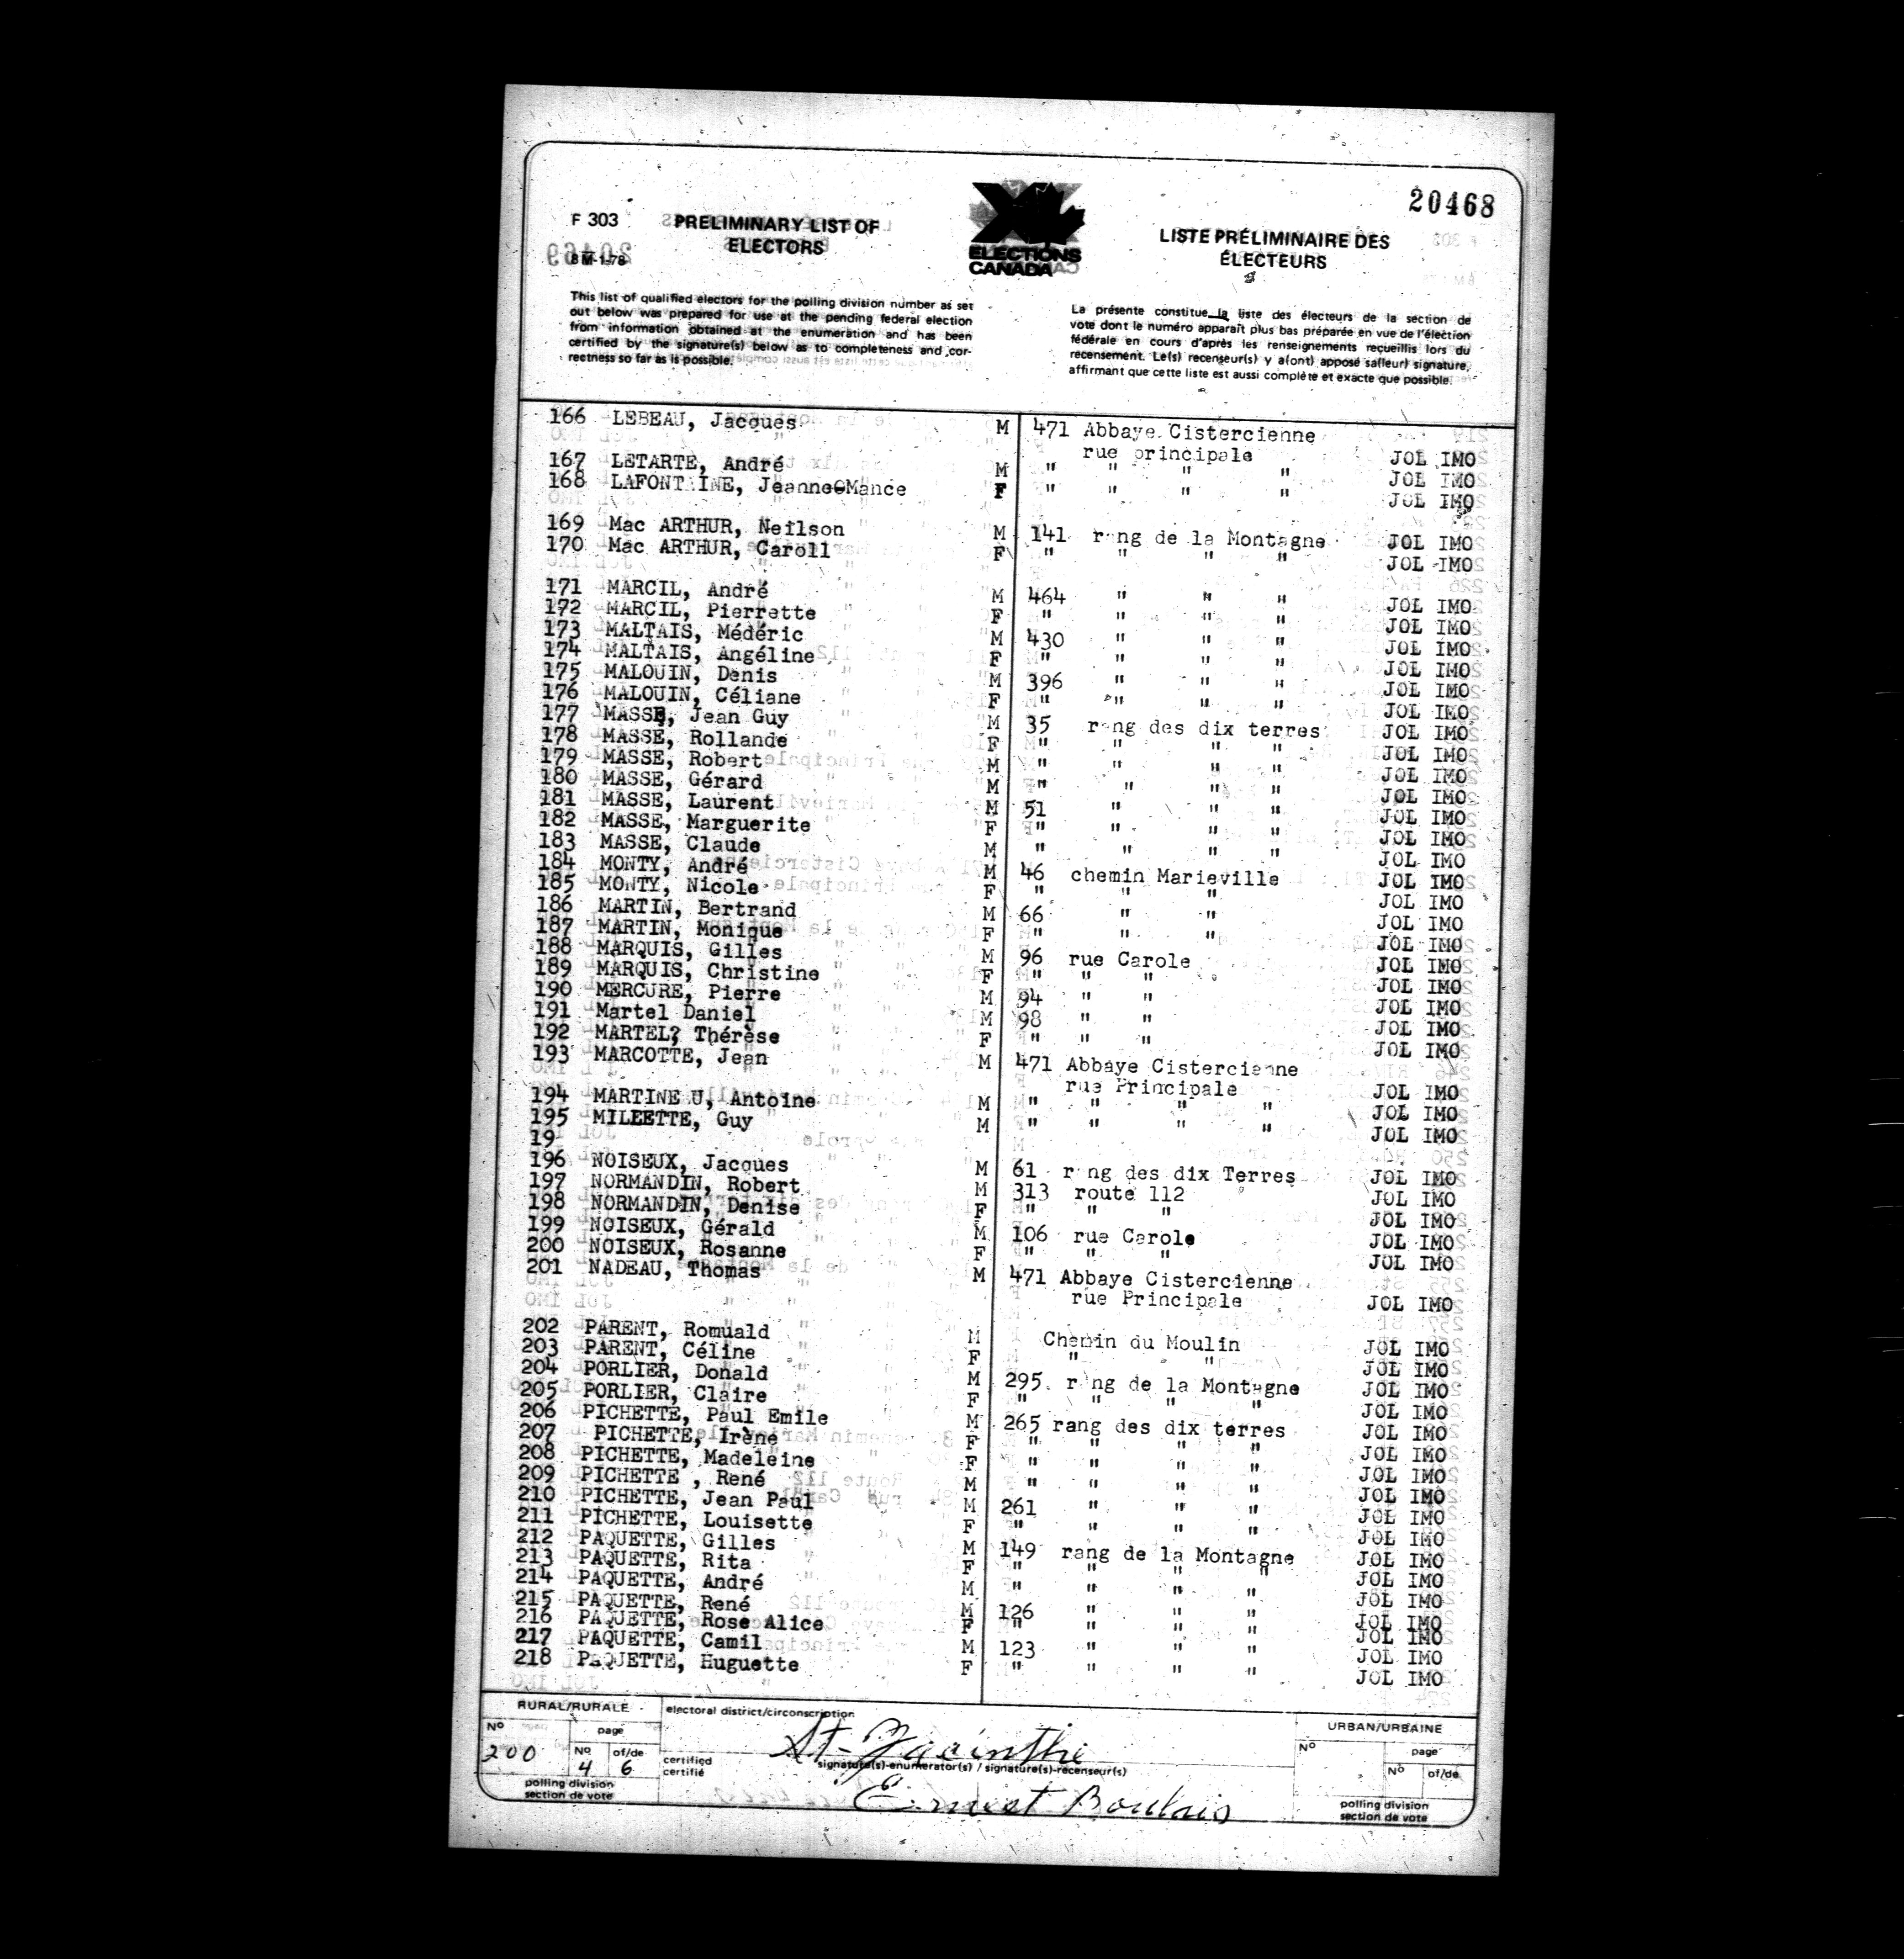 20468
F 303 PRELIMINARY LIST OF ELECTORS
8 M-1-78
ELECTIONS CANADA
LISTE PRÉLIMINAIRE DES ÉLECTEURS
This list of qualified electors for the polling division number as set
out below was prepared for use at the pending federal election
from information obtained at the enumeration and has been
certified by the signature(s) below as to completeness and cor-
rectness so far as is possible.
La présente constitue la liste des électeurs de la section de
vote dont le numéro apparaît plus bas préparée en vue de l'élection
fédérale en cours d'après les renseignements recueillis lors du
recensement. Le(s) recenseur(s) y a(ont) apposé sa(leur) signature,
affirmant que cette liste est aussi complète et exacte que possible.
166 LEBEAU, Jacques M 471 Abbaye Cistercienne
rue principale JOL IMO
167 LETARTE, André M " " " " JOL IMO
168 LAFONT INE, Jeanne Mance F " " " " JOL IMO
169 Mac ARTHUR, Neilson M 141 rang de la Montagne JOL IMO
170 Mac ARTHUR, Caroll F " " " " JOL IMO
171 MARCIL, André M 464 " " " JOL IMO
172 MARCIL, Pierrette F " " " " JOL IMO
173 MALTAIS, Médéric M 430 " " " JOL IMO
174 MALTAIS, Angéline F " " " " JOL IMO
175 MALOUIN, Denis M 396 " " " JOL IMO
176 MALOUIN, Céliane F " " " " JOL IMO
177 MASSE, Jean Guy M 35 rang des dix terres JOL IMO
178 MASSE, Rollande F " " " " JOL IMO
179 MASSE, Robert M " " " " JOL IMO
180 MASSE, Gérard M " " " " JOL IMO
181 MASSE, Laurent M 51 " " " JOL IMO
182 MASSE, Marguerite F " " " " JOL IMO
183 MASSE, Claude M " " " " JOL IMO
184 MONTY, André M 46 chemin Marieville JOL IMO
185 MONTY, Nicole F " " " JOL IMO
186 MARTIN, Bertrand M 66 " " JOL IMO
187 MARTIN, Monique F " " " JOL IMO
188 MARQUIS, Gilles M 96 rue Carole JOL IMO
189 MARQUIS, Christine F " " " JOL IMO
190 MERCURE, Pierre M 94 " " JOL IMO
191 Martel Daniel M 98 " " JOL IMO
192 MARTEL? Thérèse F " " " JOL IMO
193 MARCOTTE, Jean M 471 Abbaye Cistercienne
rue Principale JOL IMO
194 MARTINE U, Antoine M " " " " JOL IMO
195 MILEETTE, Guy M " " " " JOL IMO
19
196 NOISEUX, Jacques M 61 rang des dix Terres JOL IMO
197 NORMANDIN, Robert M 313 route 112 JOL IMO
198 NORMANDIN, Denise F " " " JOL IMO
199 NOISEUX, Gérald M 106 rue Carole JOL IMO
200 NOISEUX, Rosanne F " " " JOL IMO
201 NADEAU, Thomas M 471 Abbaye Cistercienne
rue Principale JOL IMO
202 PARENT, Romuald M Chemin du Moulin JOL IMO
203 PARENT, Céline F " " JOL IMO
204 PORLIER, Donald M 295 rang de la Montagne JOL IMO
205 PORLIER, Claire F " " " " JOL IMO
206 PICHETTE, Paul Emile M 265 rang des dix terres JOL IMO
207 PICHETTE, Irène F " " " " JOL IMO
208 PICHETTE, Madeleine F " " " " JOL IMO
209 PICHETTE , René M " " " " JOL IMO
210 PICHETTE, Jean Paul M 261 " " " JOL IMO
211 PICHETTE, Louisette F " " " " JOL IMO
212 PAQUETTE, Gilles M 149 rang de la Montagne JOL IMO
213 PAQUETTE, Rita F " " " " JOL IMO
214 PAQUETTE, André M " " " " JOL IMO
215 PAQUETTE, René M 126 " " " JOL IMO
216 PAQUETTE, Rose Alice F " " " " JOL IMO
217 PAQUETTE, Camil M 123 " " " JOL IMO
218 PAQUETTE, Huguette F " " " " JOL IMO
RURAL/RURALE
No 200
page
No 4 of/de 6
polling division
section de vote
electoral district/circonscription
St-Jacinthe
certified
certifié
signature(s)-enumerator(s) / signature(s)-recenseur(s)
Ernest Boulais
URBAN/URBAINE
No
page
No of/de
polling division
section de vote